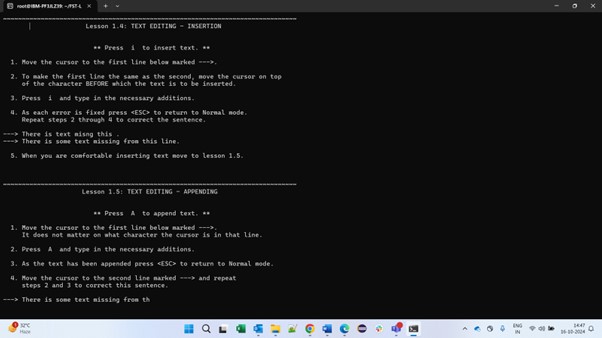 root@IBM-PF3JLZ39: ~/FST-L
Lesson 1.4: TEXT EDITING - INSERTION
** Press  i  to insert text. **
1. Move the cursor to the first line below marked --->.
2. To make the first line the same as the second, move the cursor on top
of the character BEFORE which the text is to be inserted.
3. Press  i  and type in the necessary additions.
4. As each error is fixed press <ESC> to return to Normal mode.
Repeat steps 2 through 4 to correct the sentence.
---> There is text misng this .
---> There is some text missing from this line.
5. When you are comfortable inserting text move to lesson 1.5.
Lesson 1.5: TEXT EDITING - APPENDING
** Press  A  to append text. **
1. Move the cursor to the first line below marked --->.
It does not matter on what character the cursor is in that line.
2. Press  A  and type in the necessary additions.
3. As the text has been appended press <ESC> to return to Normal mode.
4. Move the cursor to the second line marked ---> and repeat
steps 2 and 3 to correct this sentence.
---> There is some text missing from th
32°C
Haze
ENG
IN
14:47
16-10-2024